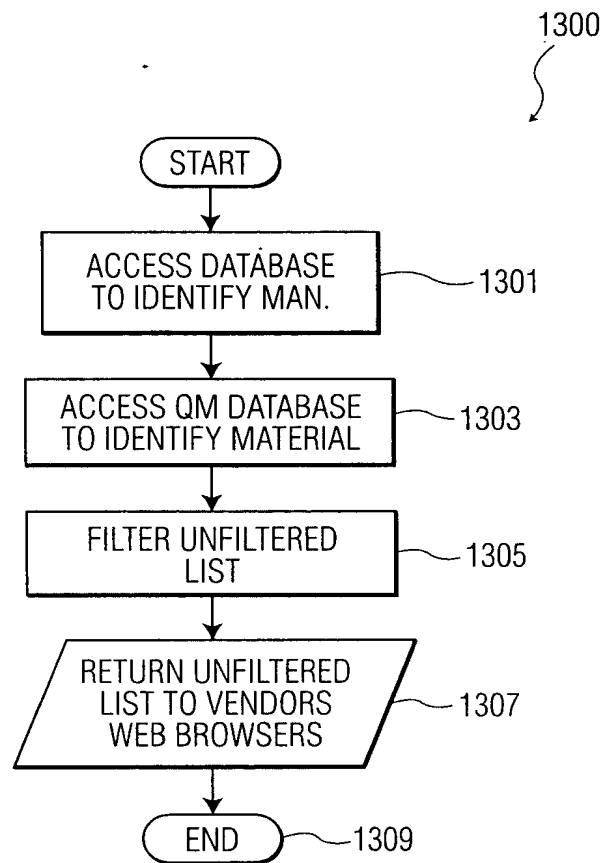 1300
START
ACCESS DATABASE
TO IDENTIFY MAN.
1301
ACCESS QM DATABASE
TO IDENTIFY MATERIAL
1303
FILTER UNFILTERED
LIST
1305
RETURN UNFILTERED
LIST TO VENDORS
WEB BROWSERS
1307
END
1309